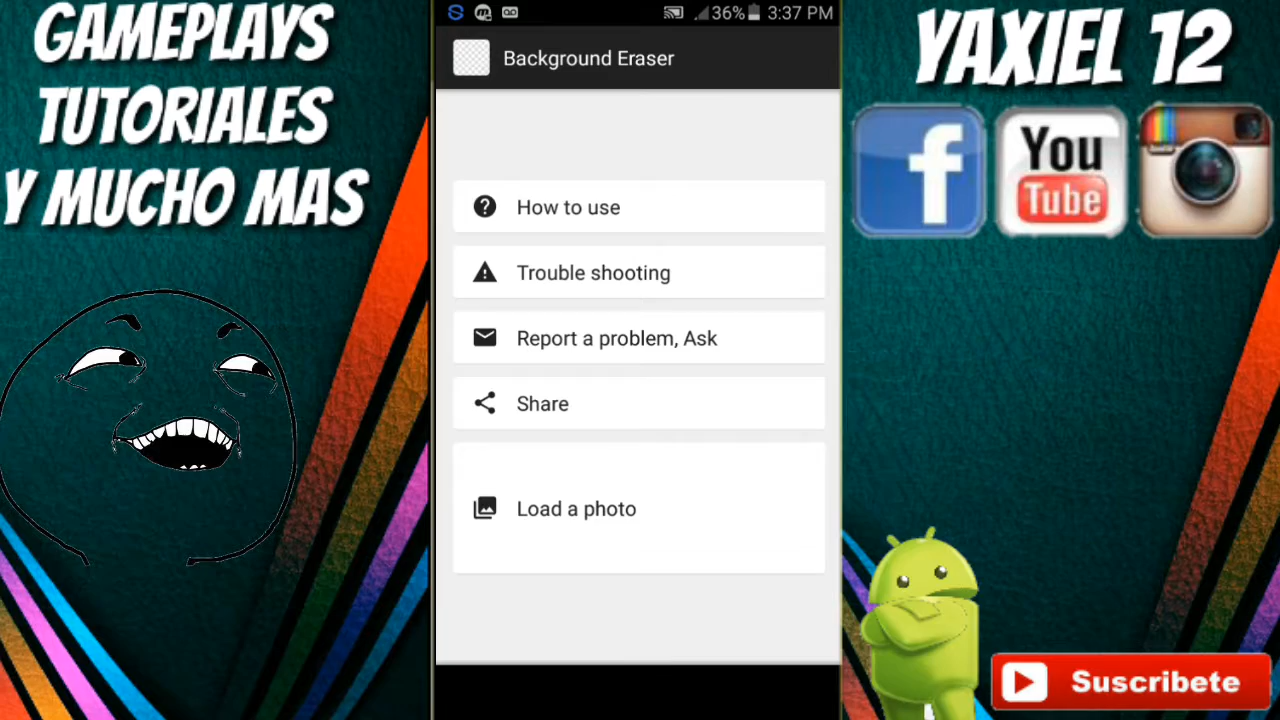 GAMEPLAYS
TUTORIALES
Y MUCHO MAS
36% 3:37 PM
Background Eraser
How to use
Trouble shooting
Report a problem, Ask
Share
Load a photo
YAXIEL 12
f
You
Tube
Suscribete